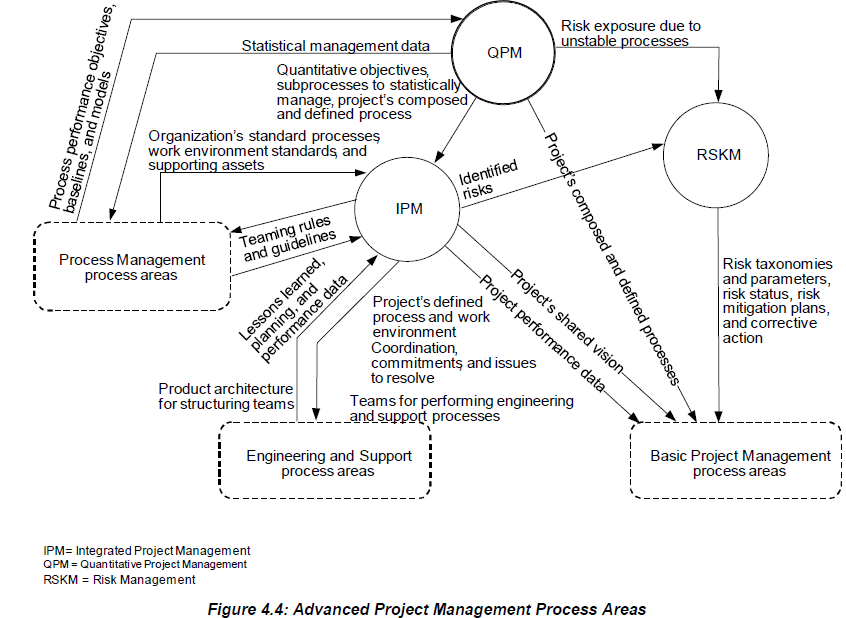 Process performance objectives,
baselines, and models
Statistical management data
QPM
Risk exposure due to
unstable processes
Quantitative objectives,
subprocesses to statistically
manage, project's composed
and defined process
Organization's standard processes,
work environment standards, and
supporting assets
RSKM
Identified
risks
IPM
Project's composed and defined processes
Teaming rules
and guidelines
Process Management
process areas
Lessons learned,
planning, and
performance data
Project's shared vision
Project performance data
Risk taxonomies
and parameters,
risk status, risk
mitigation plans,
and corrective
action
Project's defined
process and work
environment
Coordination,
commitments, and issues
to resolve
Product architecture
for structuring teams
Teams for performing engineering
and support processes
Engineering and Support
process areas
Basic Project Management
process areas
IPM= Integrated Project Management
QPM = Quantitative Project Management
RSKM = Risk Management
Figure 4.4: Advanced Project Management Process Areas